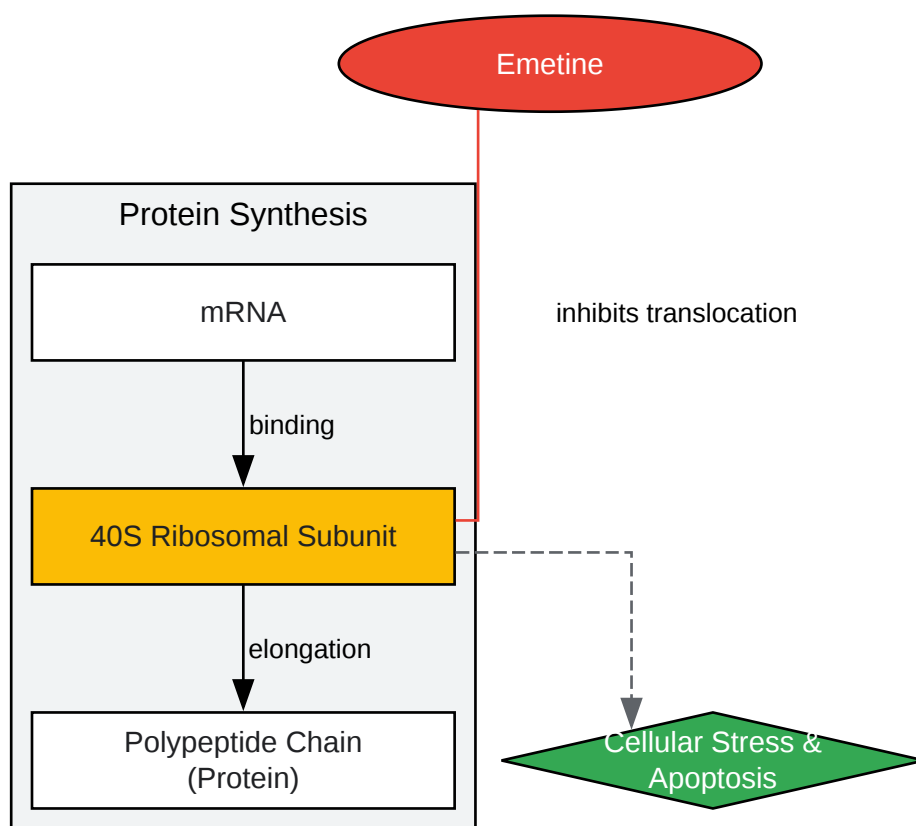 Emetine
Protein Synthesis
mRNA
inhibits translocation
binding
40S Ribosomal Subunit
elongation
Polypeptide Chain
(Protein)
Cellular Stress &
Apoptosis